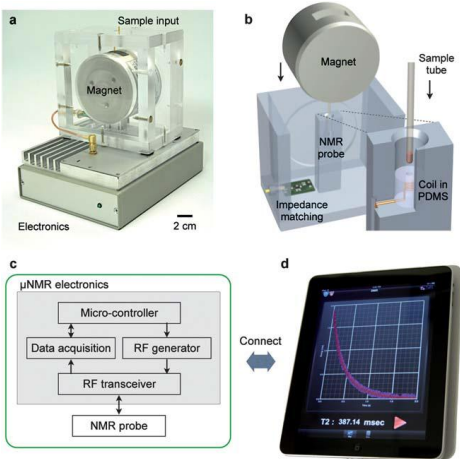 a
Sample input
Magnet
Electronics
2 cm
b
Magnet
Sample
tube
NMR
probe
Impedance
matching
Coil in
PDMS
c
µNMR electronics
Micro-controller
Data acquisition
RF generator
RF transceiver
NMR probe
Connect
d
T2 : 387.14 msec